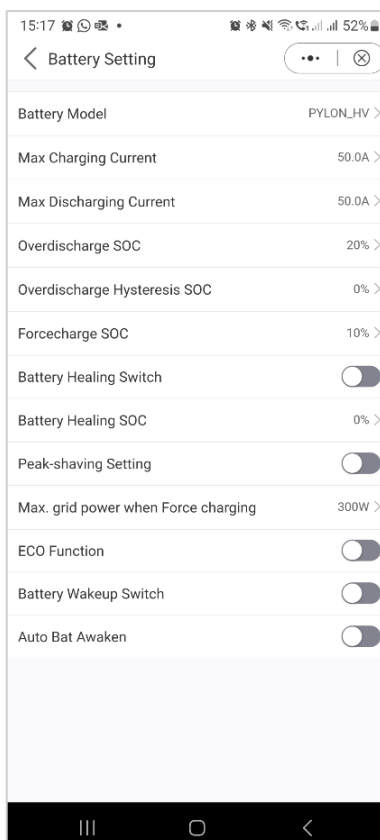 15:17
52%
Battery Setting
Battery Model PYLON_HV
Max Charging Current 50.0A
Max Discharging Current 50.0A
Overdischarge SOC 20%
Overdischarge Hysteresis SOC 0%
Forcecharge SOC 10%
Battery Healing Switch
Battery Healing SOC 0%
Peak-shaving Setting
Max. grid power when Force charging 300W
ECO Function
Battery Wakeup Switch
Auto Bat Awaken